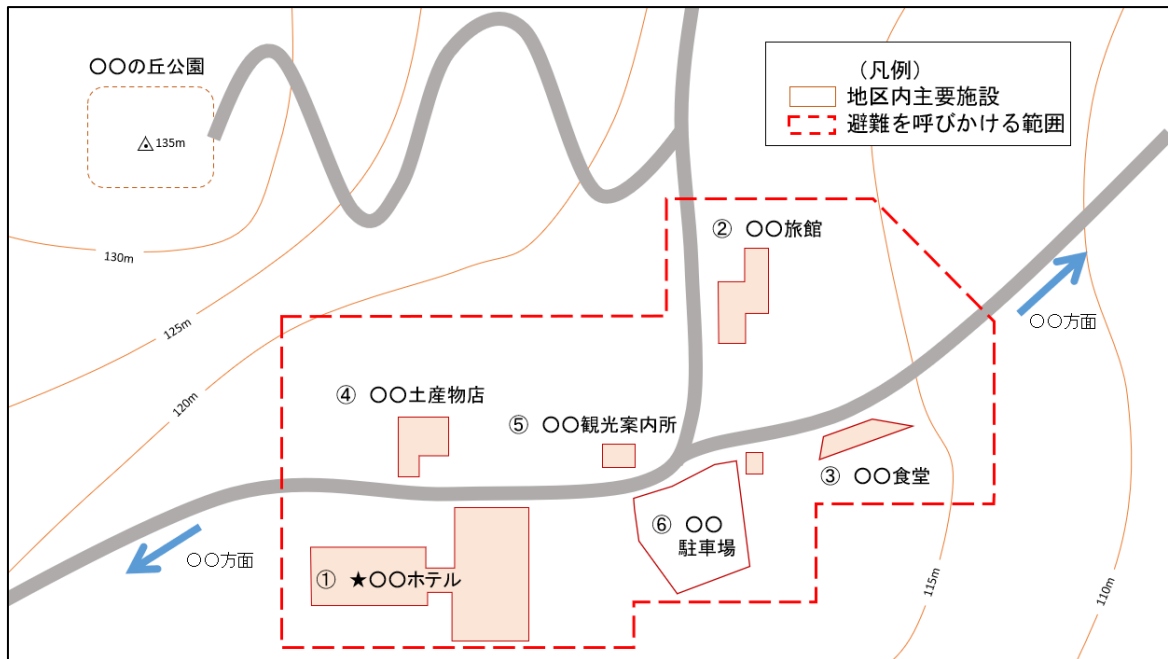 〇〇の丘公園
135m
(凡例)
地区内主要施設
避難を呼びかける範囲
② 〇〇旅館
130m
〇〇方面
125m
④ 〇〇土産物店
120m
⑤ 〇〇観光案内所
③ 〇〇食堂
⑥ 〇〇
駐車場
〇〇方面
① ★〇〇ホテル
115m
110m